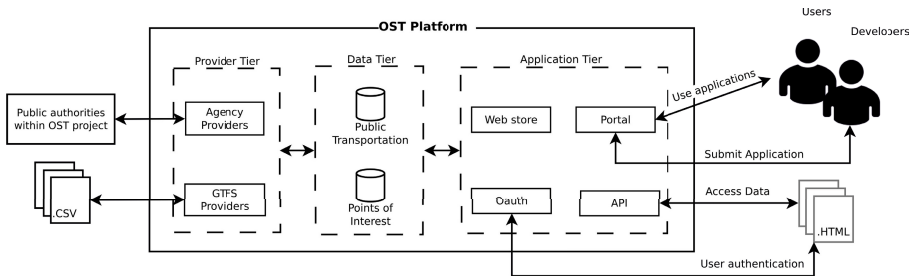 Users
Developers
OST Platform
Provider Tier
Data Tier
Application Tier
Use applications
Public authorities
within OST project
Agency
Providers
Public
Transportation
Web store
Portal
Submit Application
.CSV
GTFS
Providers
Points of
Interest
Oauth
API
Access Data
.HTML
User authentication